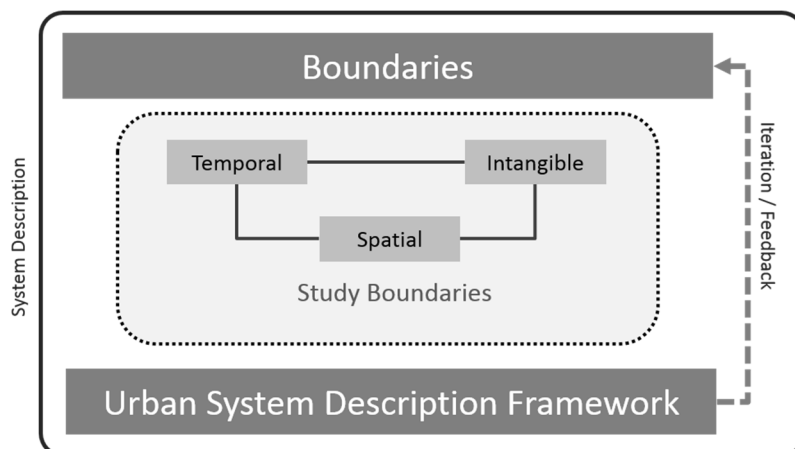 Boundaries
Temporal
Intangible
Spatial
Study Boundaries
Urban System Description Framework
System Description
Iteration / Feedback